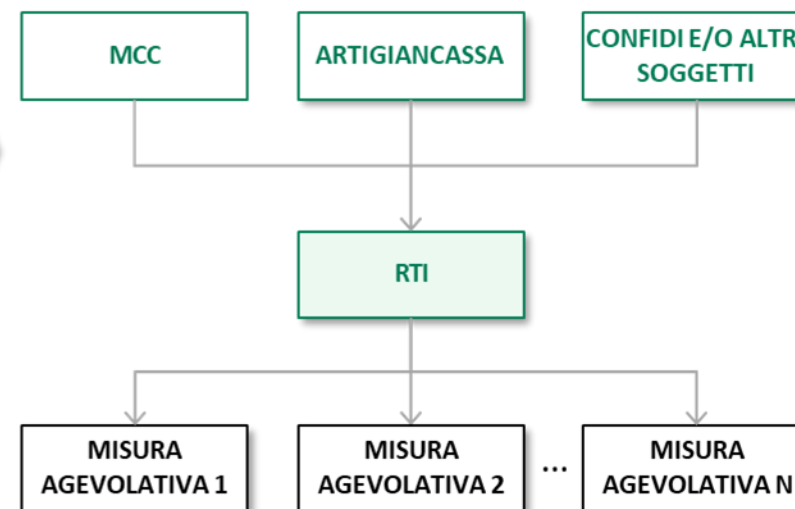 MCC
ARTIGIANCASSA
CONFIDI E/O ALTR
SOGGETTI
RTI
MISURA
AGEVOLATIVA 1
MISURA
AGEVOLATIVA 2
...
MISURA
AGEVOLATIVA N